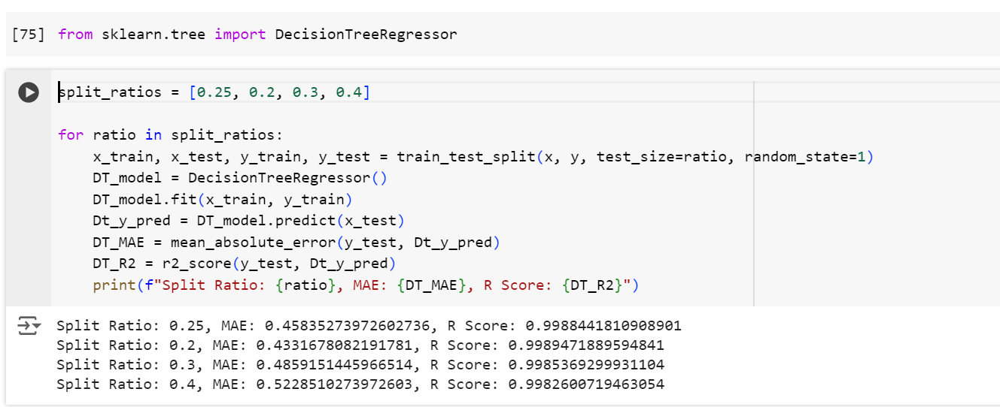 [75] from sklearn.tree import DecisionTreeRegressor
split_ratios = [0.25, 0.2, 0.3, 0.4]
for ratio in split_ratios:
    x_train, x_test, y_train, y_test = train_test_split(x, y, test_size=ratio, random_state=1)
    DT_model = DecisionTreeRegressor()
    DT_model.fit(x_train, y_train)
    Dt_y_pred = DT_model.predict(x_test)
    DT_MAE = mean_absolute_error(y_test, Dt_y_pred)
    DT_R2 = r2_score(y_test, Dt_y_pred)
    print(f"Split Ratio: {ratio}, MAE: {DT_MAE}, R Score: {DT_R2}")
Split Ratio: 0.25, MAE: 0.45835273972602736, R Score: 0.9988441810908901
Split Ratio: 0.2, MAE: 0.4331678082191781, R Score: 0.9989471889594841
Split Ratio: 0.3, MAE: 0.4859151445966514, R Score: 0.9985369299931104
Split Ratio: 0.4, MAE: 0.5228510273972603, R Score: 0.9982600719463054